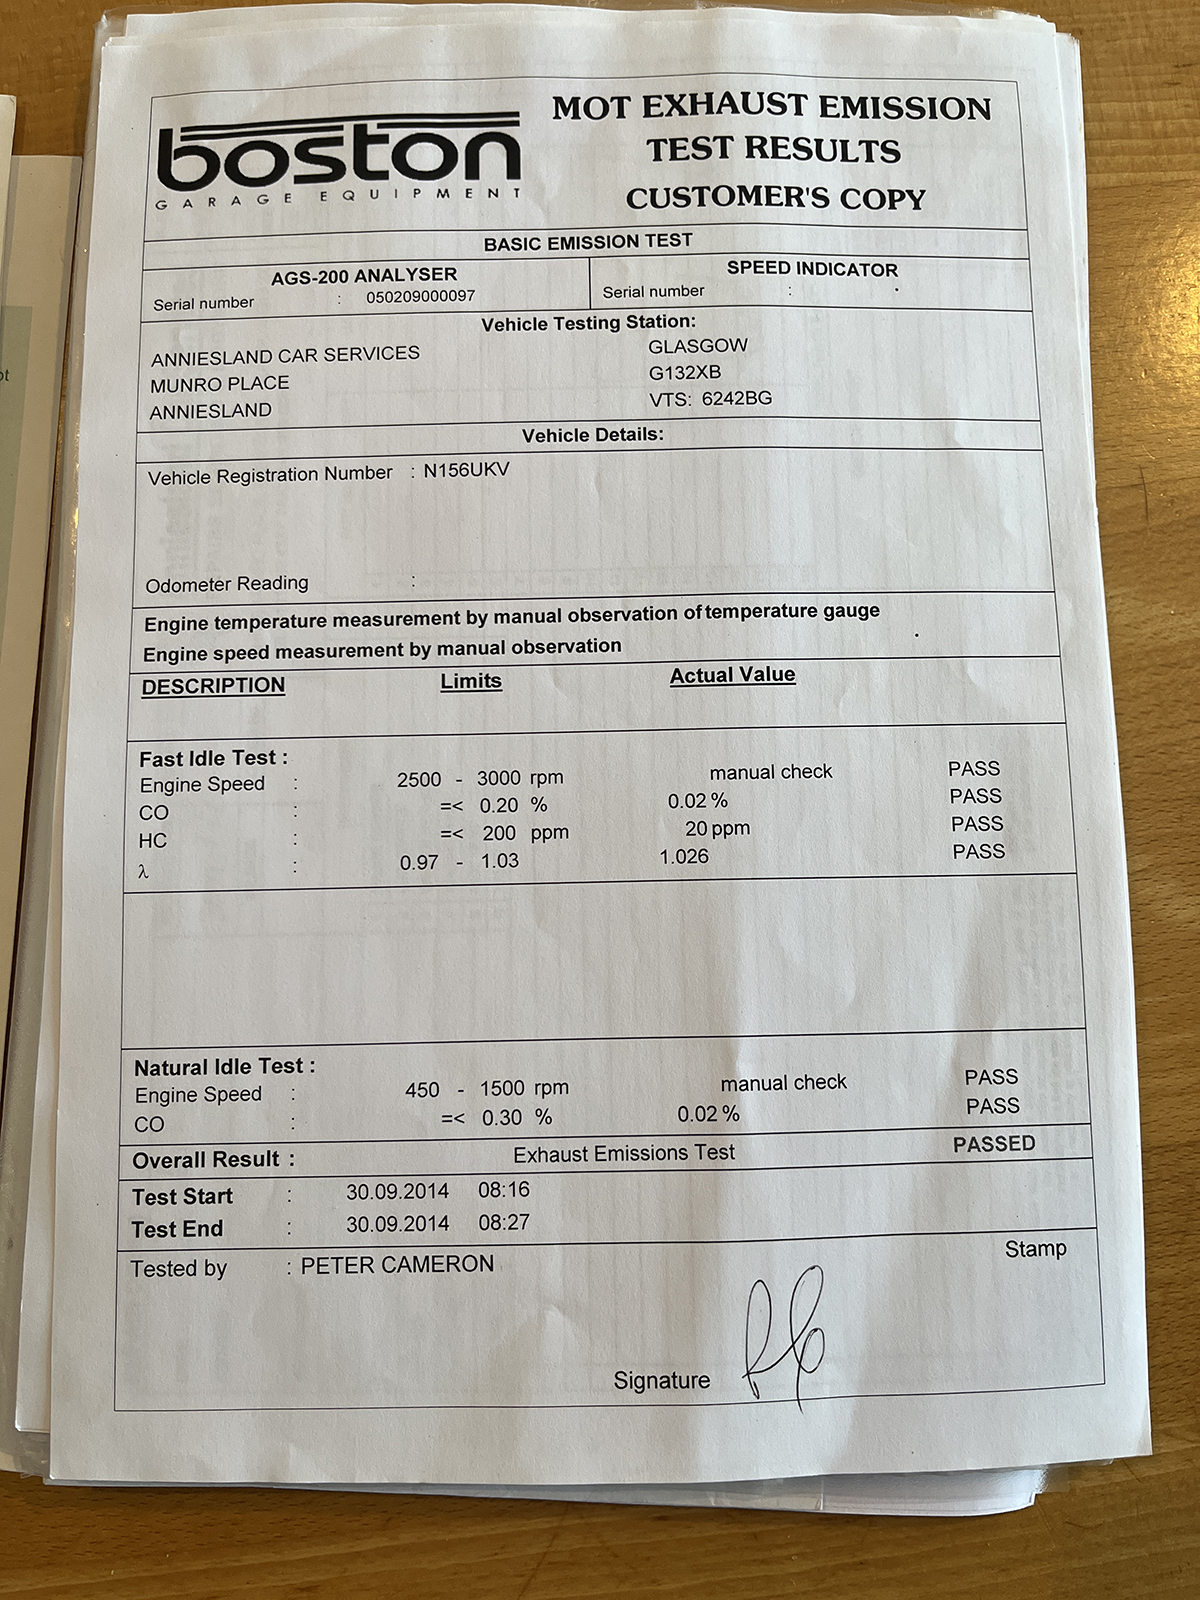 boston
GARAGE EQUIPMENT
MOT EXHAUST EMISSION
TEST RESULTS
CUSTOMER'S COPY
BASIC EMISSION TEST
AGS-200 ANALYSER
Serial number : 050209000097
SPEED INDICATOR
Serial number :
Vehicle Testing Station:
ANNIESLAND CAR SERVICES GLASGOW
MUNRO PLACE G132XB
ANNIESLAND VTS: 6242BG
Vehicle Details:
Vehicle Registration Number : N156UKV
Odometer Reading :
Engine temperature measurement by manual observation of temperature gauge
Engine speed measurement by manual observation
DESCRIPTION Limits Actual Value
Fast Idle Test :
Engine Speed : 2500 - 3000 rpm manual check PASS
CO : =< 0.20 % 0.02 % PASS
HC : =< 200 ppm 20 ppm PASS
λ : 0.97 - 1.03 1.026 PASS
Natural Idle Test :
Engine Speed : 450 - 1500 rpm manual check PASS
CO : =< 0.30 % 0.02 % PASS
Overall Result : Exhaust Emissions Test PASSED
Test Start : 30.09.2014 08:16
Test End : 30.09.2014 08:27
Tested by : PETER CAMERON
Stamp
Signature